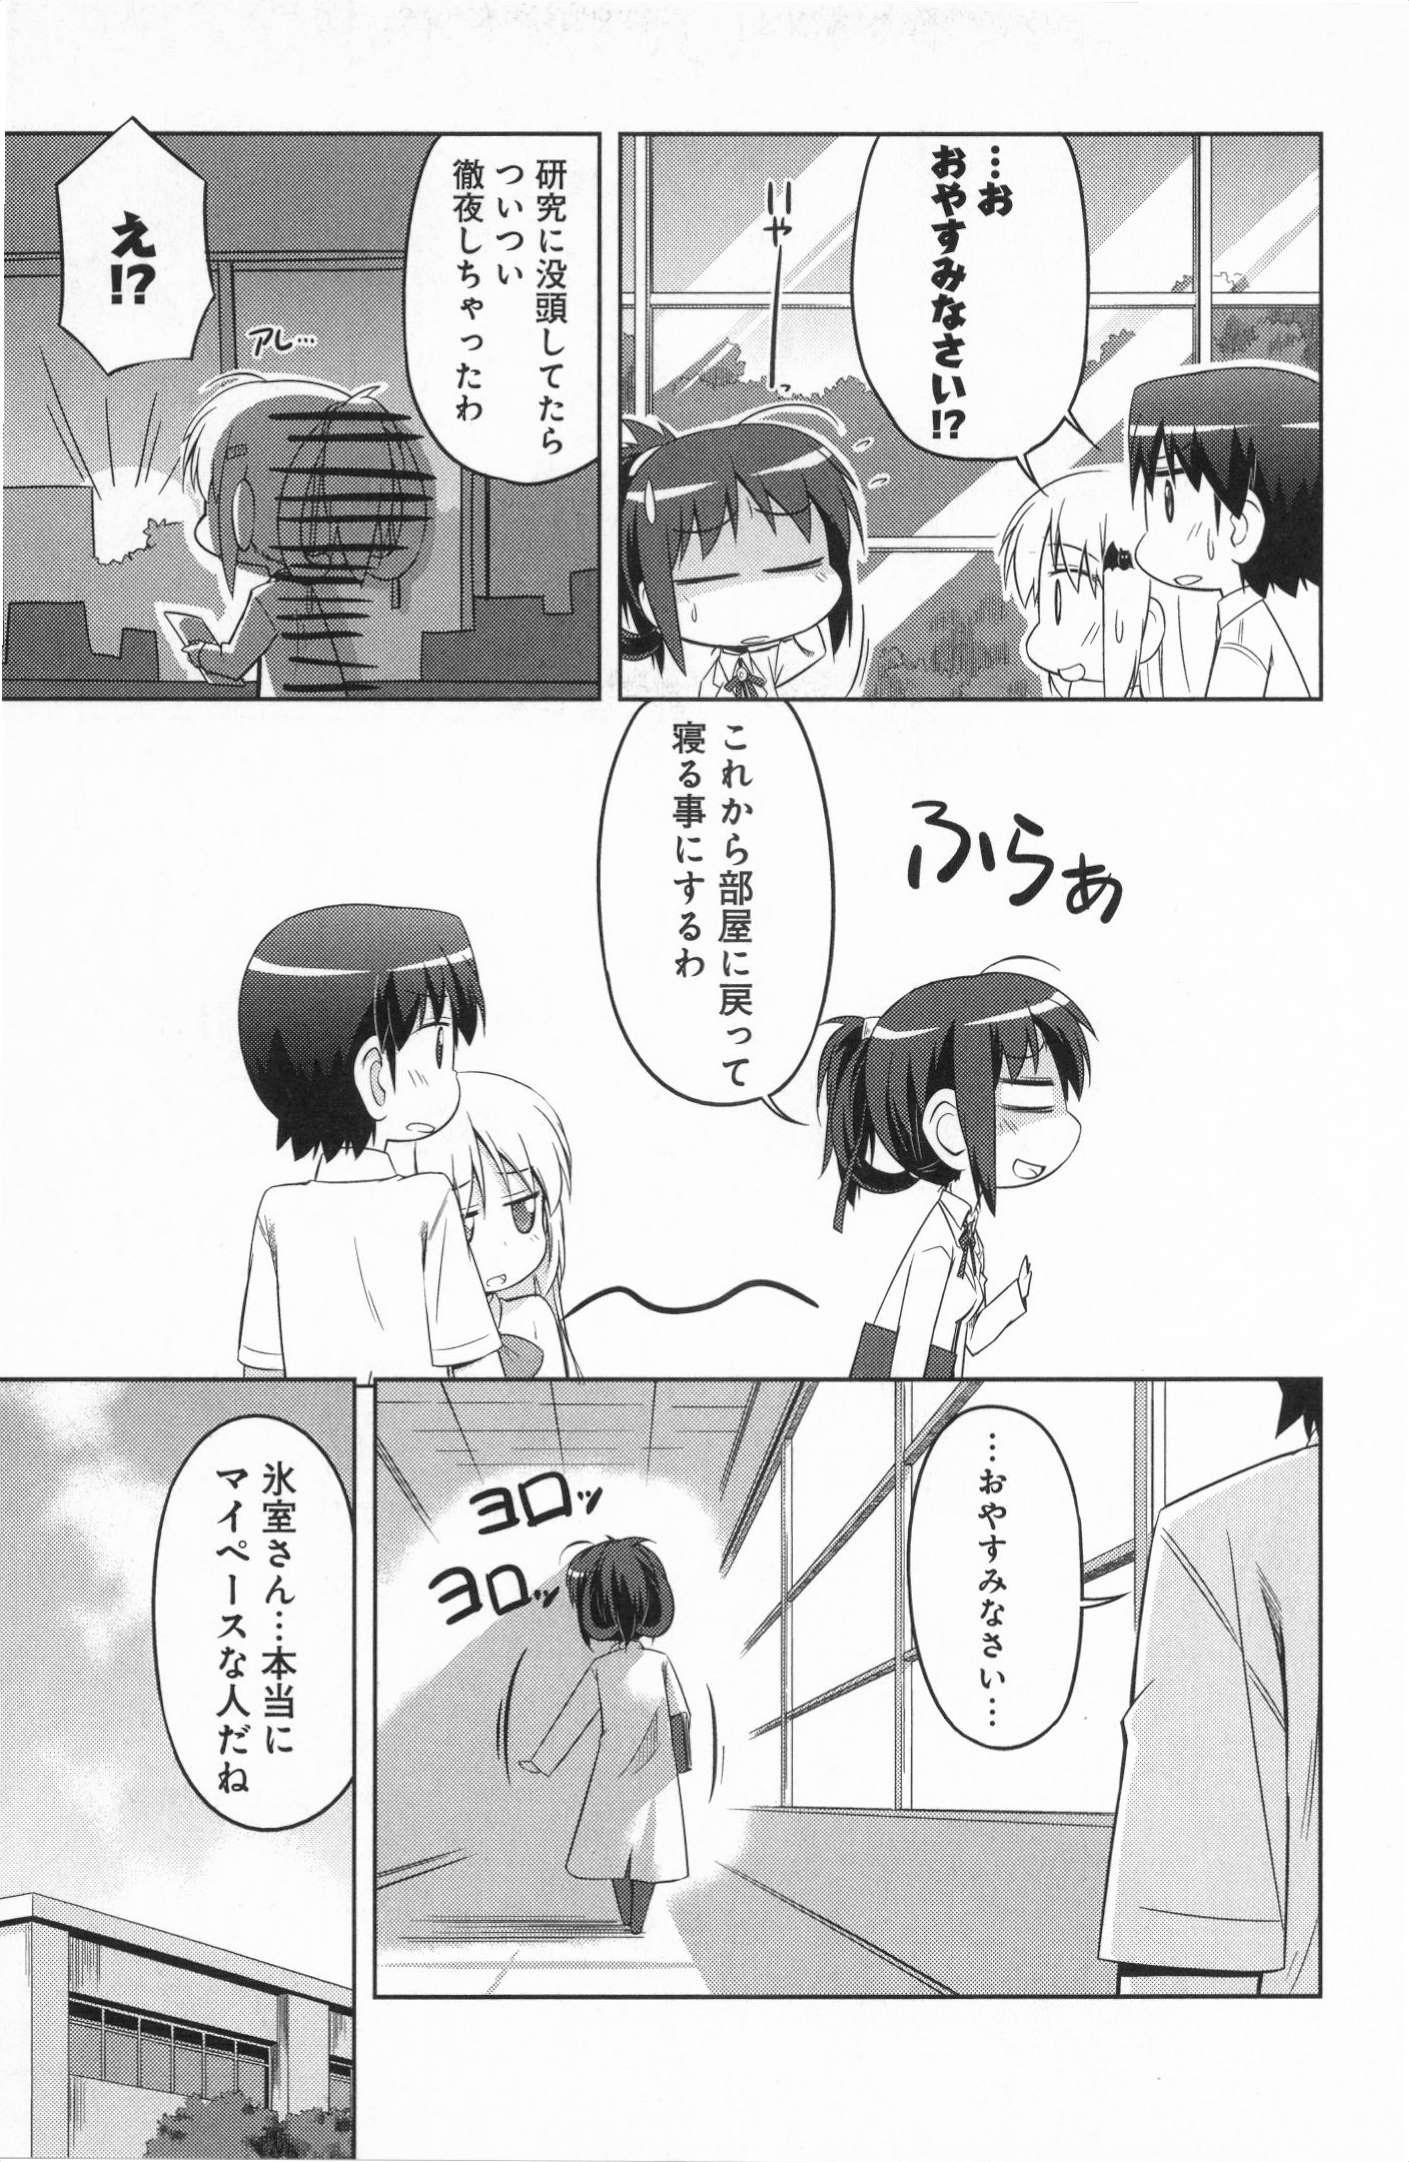 …お
おやすみなさい!?
いやーっ
研究に没頭してたら
ついつい
徹夜しちゃったわ
アレ…
え!?
ふらぁ
これから部屋に戻って
寝る事にするわ
…おやすみなさい…
ヨロッ
ヨロッ
氷室さん…本当に
マイペースな人だね